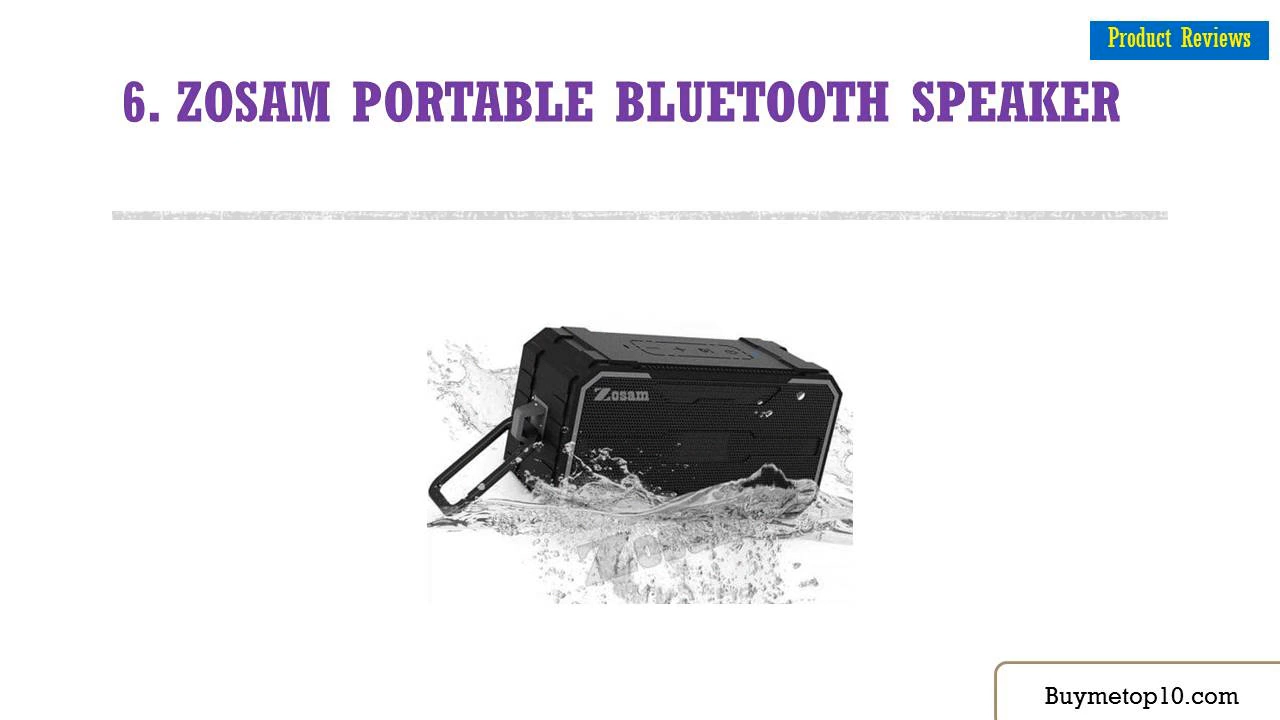 Product Reviews
6. ZOSAM PORTABLE BLUETOOTH SPEAKER
Zosam
Buymetop10.com